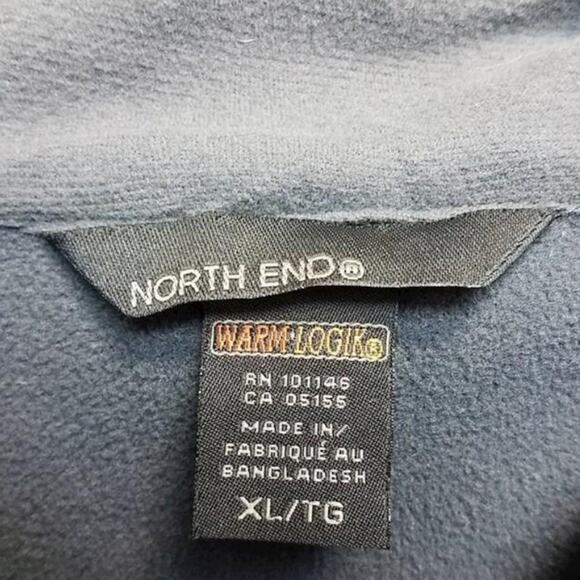 NORTH END®
WARM·LOGIK®
RN 101146
CA 05155
MADE IN/
FABRIQUÉ AU
BANGLADESH
XL/TG